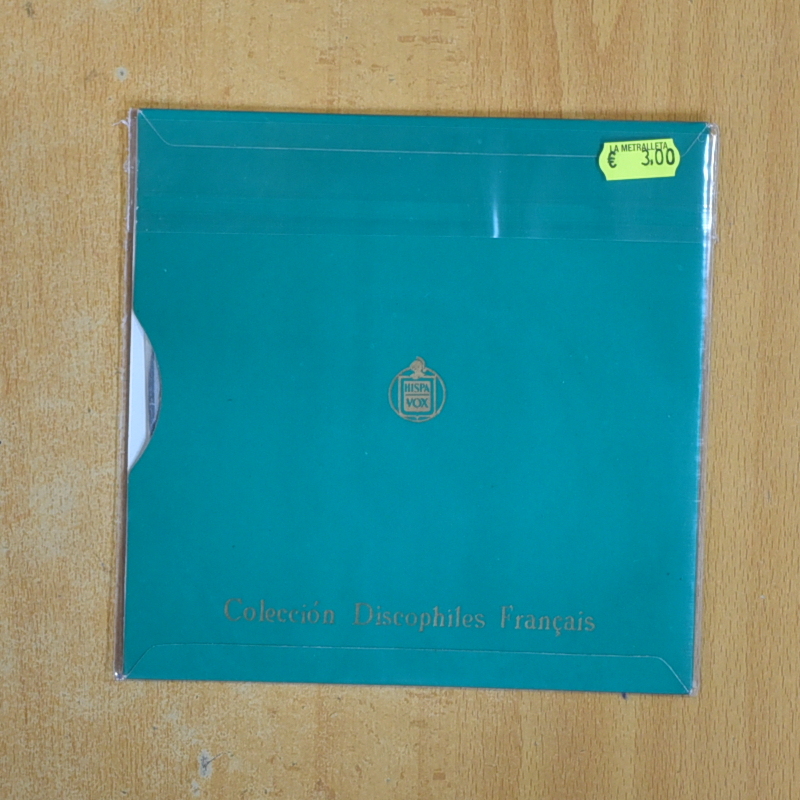 LA METRALLETA
€ 3.00
HISPA
VOX
Colección Discophiles Français